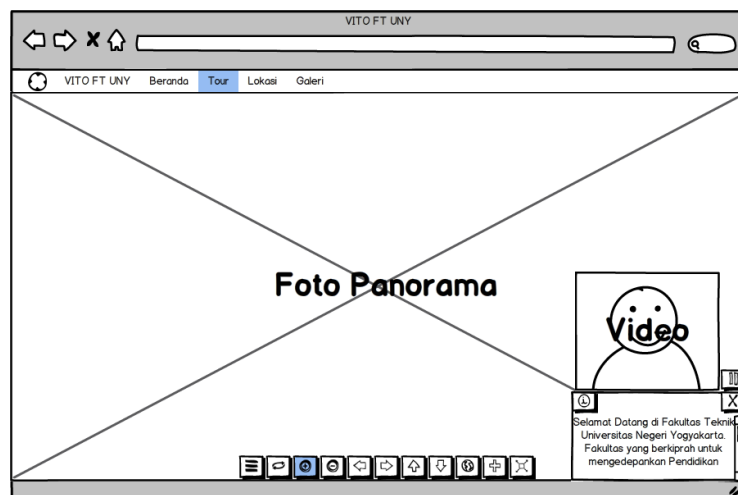 VITO FT UNY
VITO FT UNY Beranda Tour Lokasi Galeri
Foto Panorama
Video
Selamat Datang di Fakultas Teknik
Universitas Negeri Yogyakarta.
Fakultas yang berkiprah untuk
mengedepankan Pendidikan